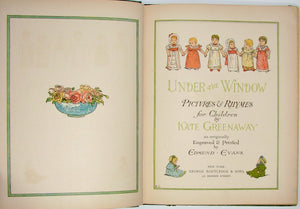 UNDER THE WINDOW
PICTURES & RHYMES
for Children
by
KATE GREENAWAY
as originally
Engraved & Printed
by
EDMUND EVANS
NEW YORK
GEORGE ROUTLEDGE & SONS